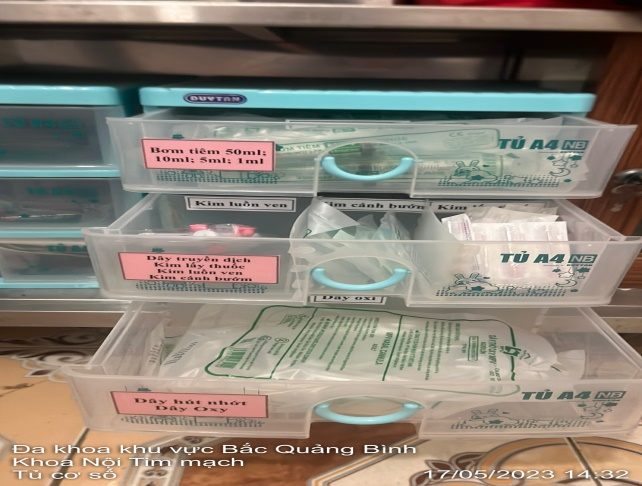 DUYTAN
Bơm tiêm 50ml;
10ml; 5ml; 1ml
TỦ A4 NB
Kim luồn ven
Kim cánh bướm
Kim
Dây truyền dịch
Kim lấy thuốc
Kim luồn ven
Kim cánh bướm
TỦ A4 NB
Dây oxi
Dây hút nhớt
Dây Oxy
TỦ A4 NB
Đa khoa khu vực Bắc Quảng Bình
Khoa Nội Tim mạch
Tủ cơ số
17/05/2023 14:32